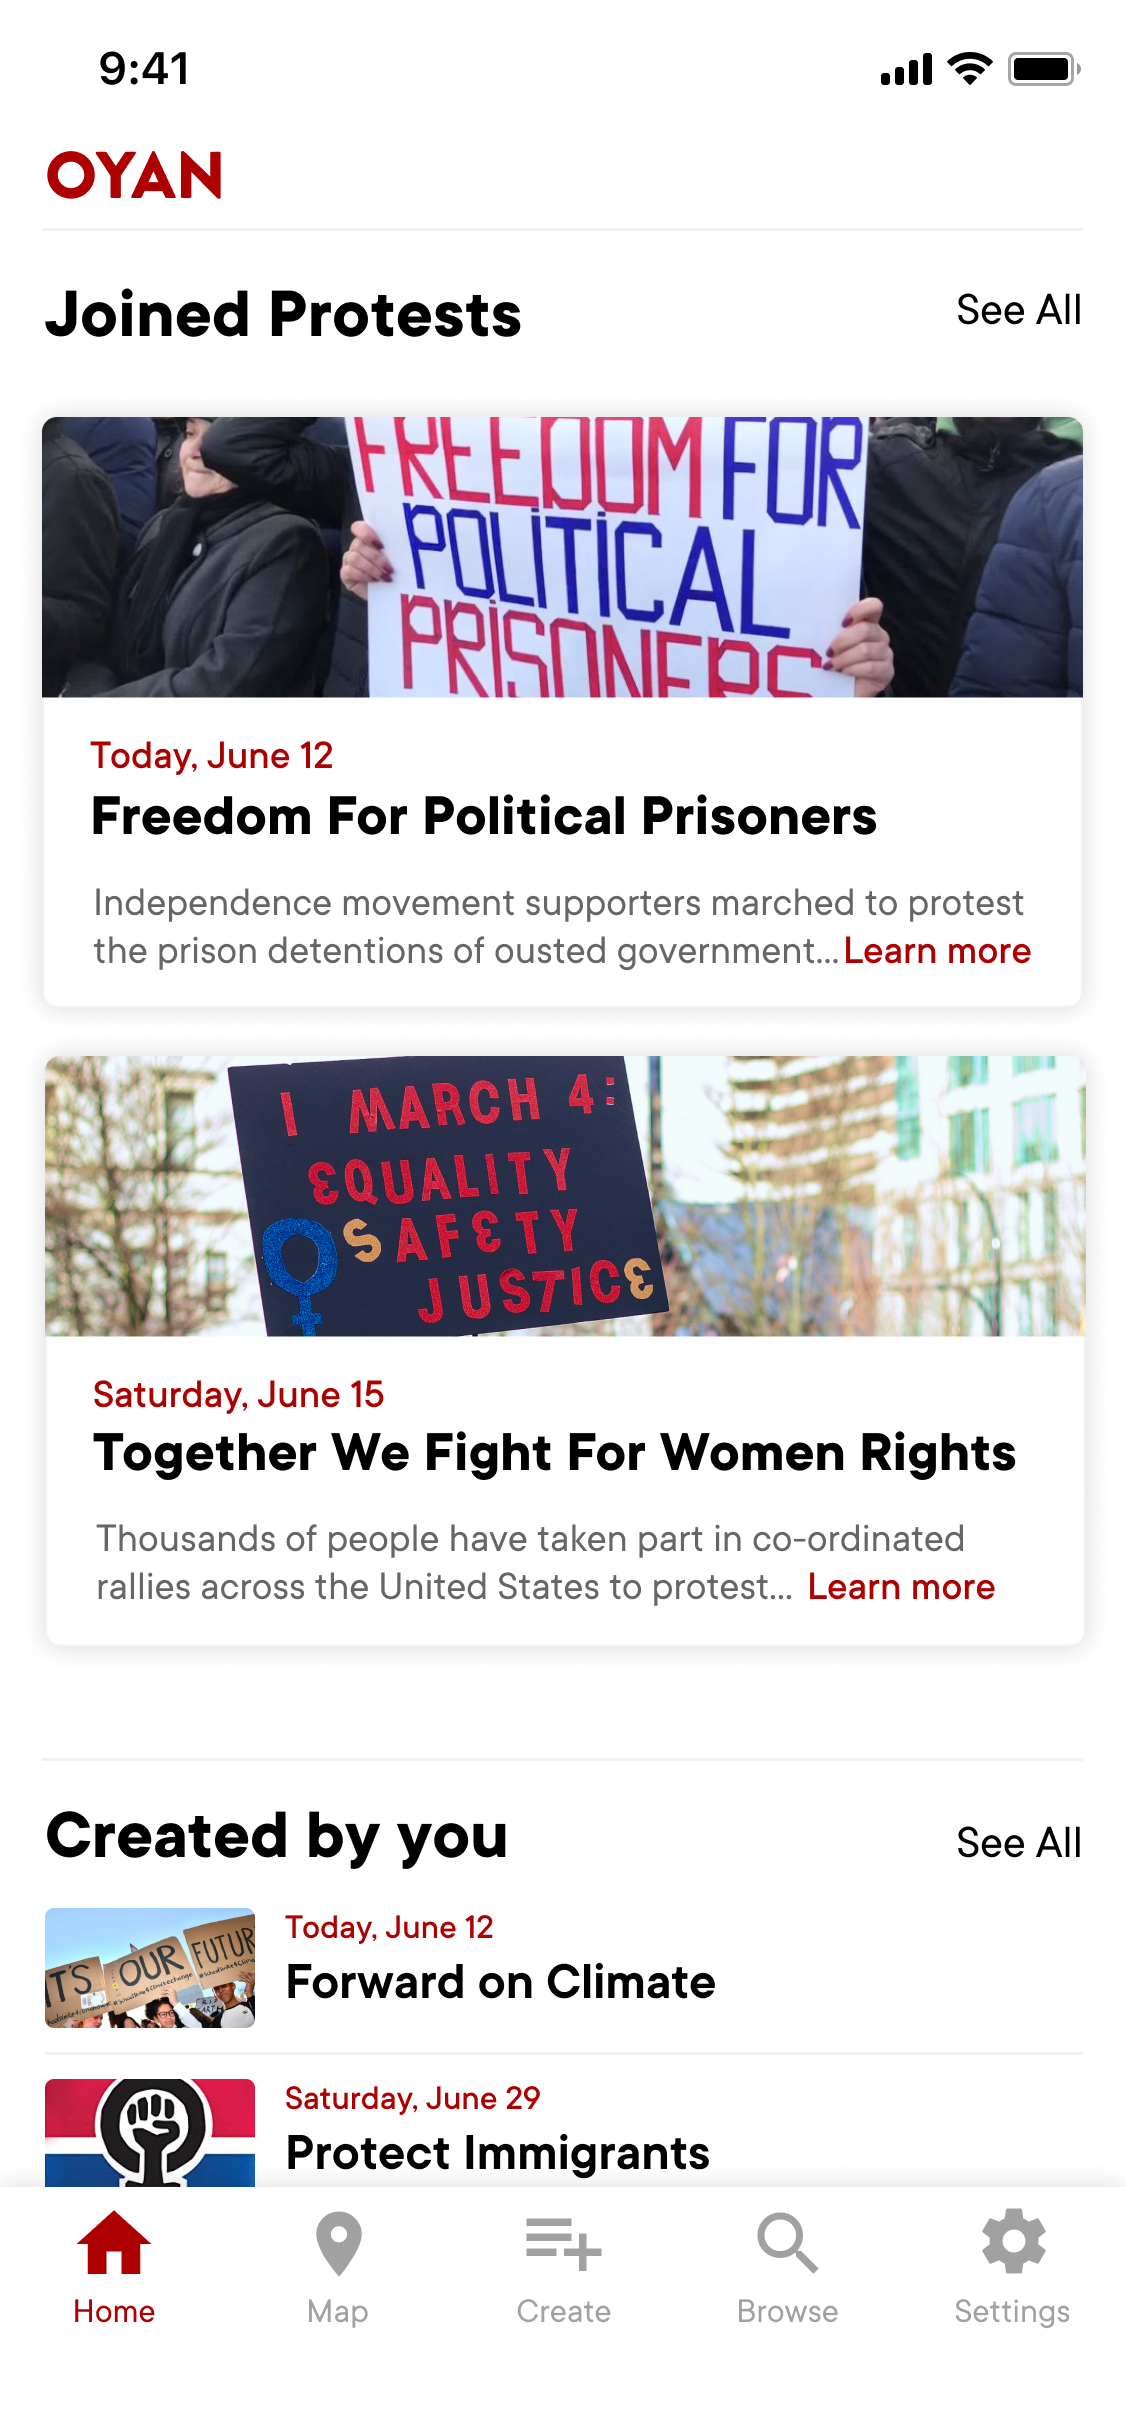 9:41
OYAN
Joined Protests
See All
FREEDOM FOR
POLITICAL
PRISONERS
Today, June 12
Freedom For Political Prisoners
Independence movement supporters marched to protest
the prison detentions of ousted government... Learn more
I MARCH 4:
EQUALITY
SAFETY
JUSTICE
Saturday, June 15
Together We Fight For Women Rights
Thousands of people have taken part in co-ordinated
rallies across the United States to protest... Learn more
Created by you
See All
IT'S OUR FUTUR
Today, June 12
Forward on Climate
Saturday, June 29
Protect Immigrants
Home
Map
Create
Browse
Settings